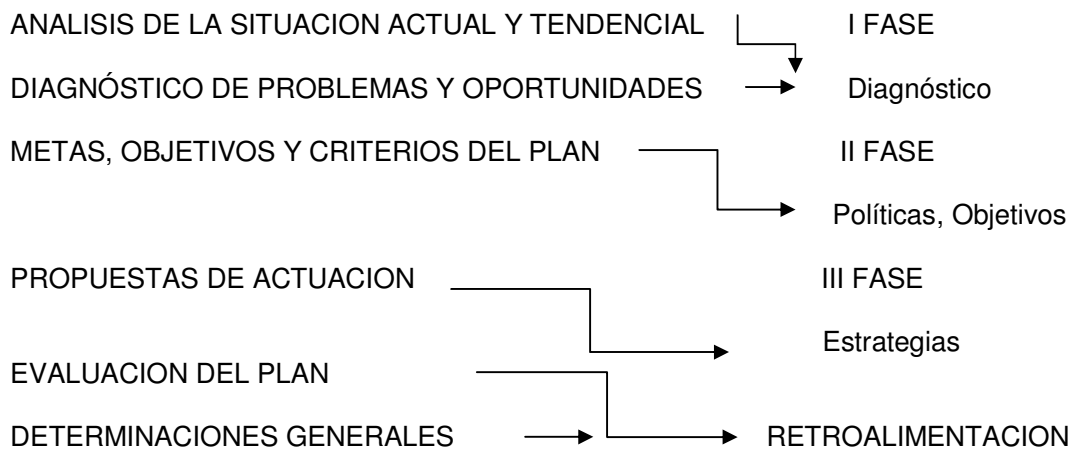 ANALISIS DE LA SITUACION ACTUAL Y TENDENCIAL I FASE
DIAGNÓSTICO DE PROBLEMAS Y OPORTUNIDADES Diagnóstico
METAS, OBJETIVOS Y CRITERIOS DEL PLAN II FASE
Políticas, Objetivos
PROPUESTAS DE ACTUACION III FASE
Estrategias
EVALUACION DEL PLAN
DETERMINACIONES GENERALES RETROALIMENTACION